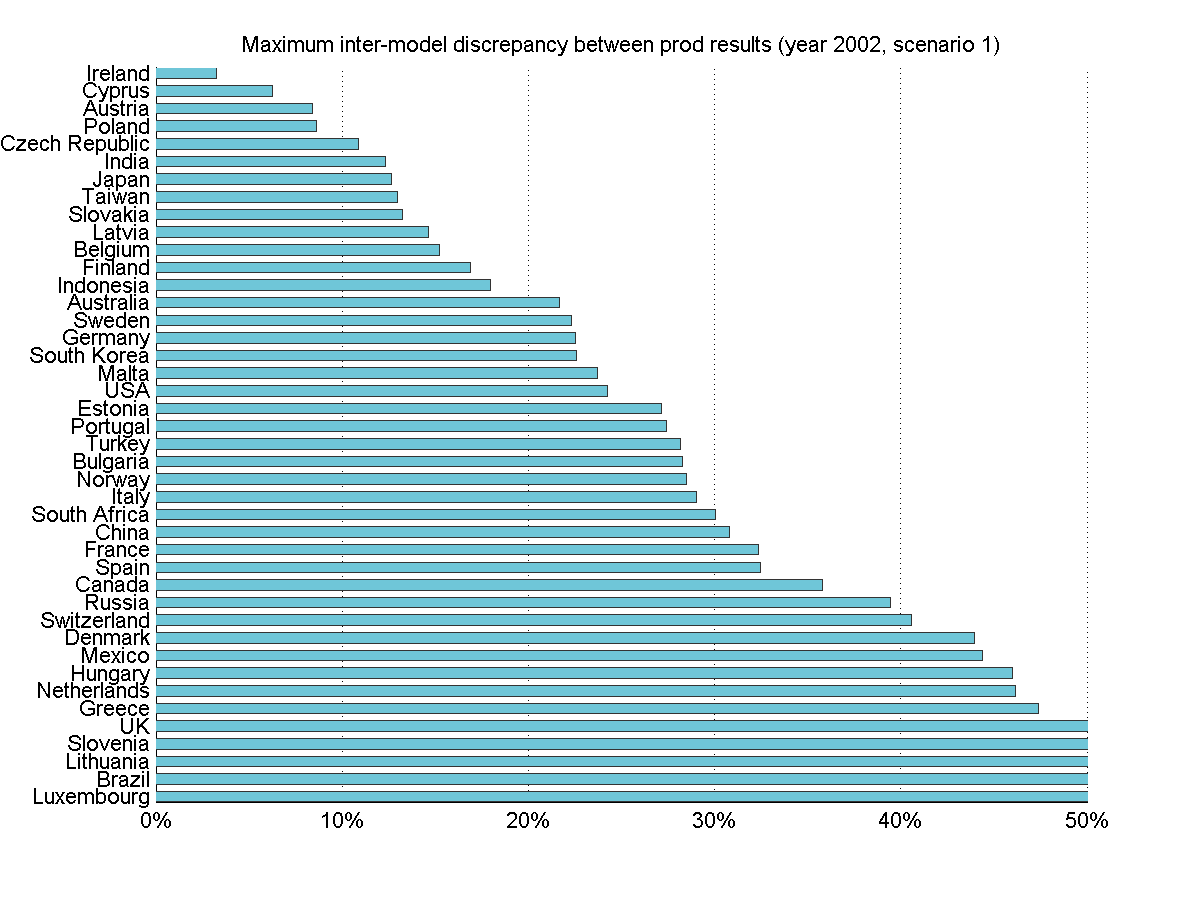 Maximum inter-model discrepancy between prod results (year 2002, scenario 1)
Ireland
Cyprus
Austria
Poland
Czech Republic
India
Japan
Taiwan
Slovakia
Latvia
Belgium
Finland
Indonesia
Australia
Sweden
Germany
South Korea
Malta
USA
Estonia
Portugal
Turkey
Bulgaria
Norway
Italy
South Africa
China
France
Spain
Canada
Russia
Switzerland
Denmark
Mexico
Hungary
Netherlands
Greece
UK
Slovenia
Lithuania
Brazil
Luxembourg
0% 10% 20% 30% 40% 50%